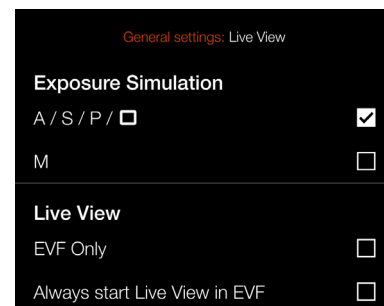 General settings: Live View
Exposure Simulation
A / S / P / □
M
Live View
EVF Only
Always start Live View in EVF